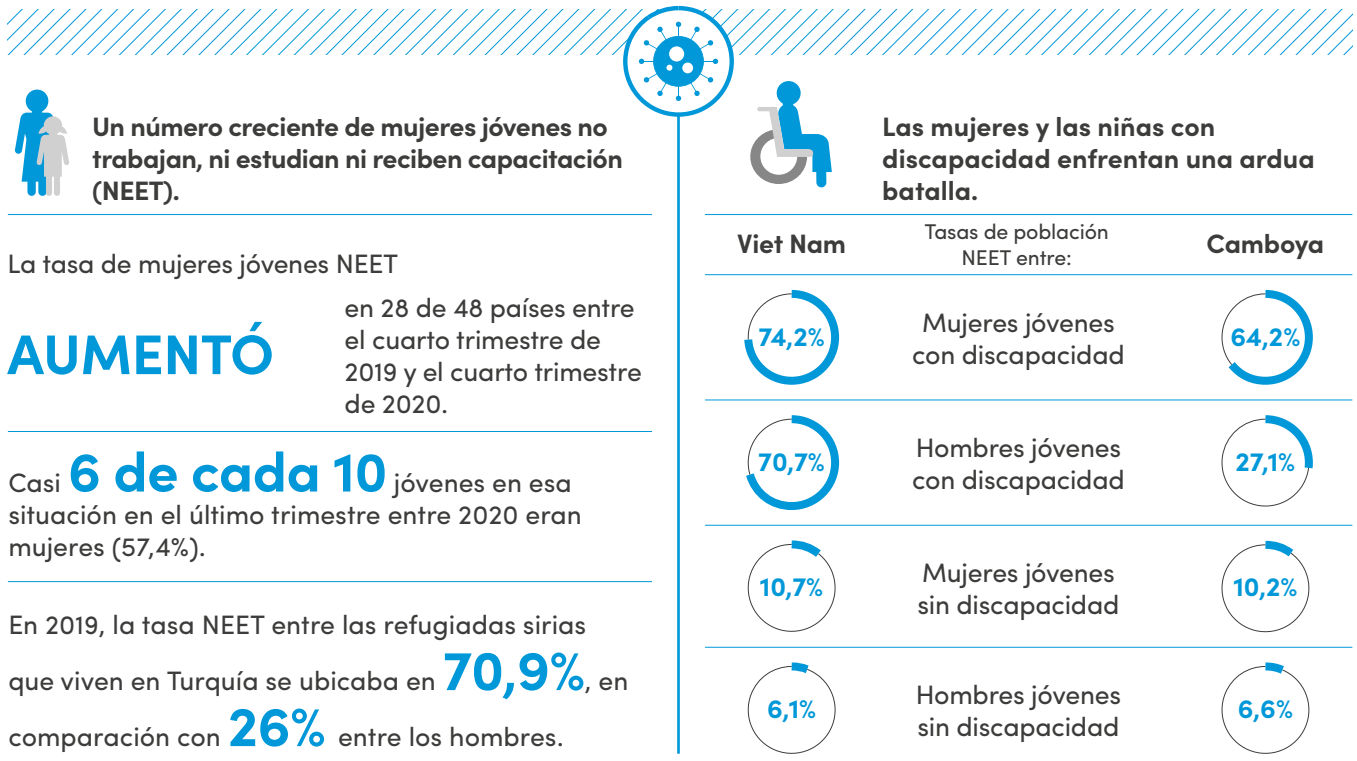 Un número creciente de mujeres jóvenes no
trabajan, ni estudian ni reciben capacitación
(NEET).
La tasa de mujeres jóvenes NEET
AUMENTÓ
en 28 de 48 países entre
el cuarto trimestre de
2019 y el cuarto trimestre
de 2020.
Casi 6 de cada 10 jóvenes en esa
situación en el último trimestre entre 2020 eran
mujeres (57,4%).
En 2019, la tasa NEET entre las refugiadas sirias
que viven en Turquía se ubicaba en 70,9%, en
comparación con 26% entre los hombres.
Las mujeres y las niñas con
discapacidad enfrentan una ardua
batalla.
Viet Nam
Tasas de población
NEET entre:
Camboya
74,2%
Mujeres jóvenes
con discapacidad
64,2%
70,7%
Hombres jóvenes
con discapacidad
27,1%
10,7%
Mujeres jóvenes
sin discapacidad
10,2%
6,1%
Hombres jóvenes
sin discapacidad
6,6%